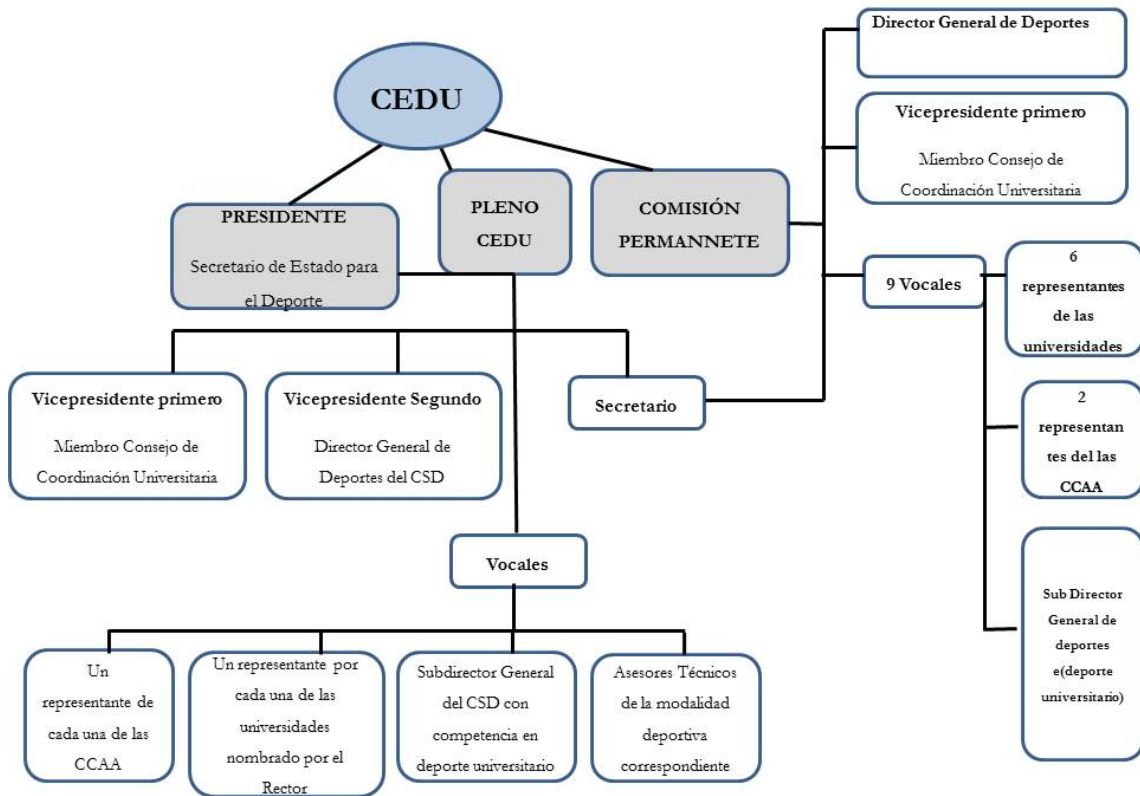 CEDU
Director General de Deportes
Vicepresidente primero
Miembro Consejo de
Coordinación Universitaria
PRESIDENTE
Secretario de Estado para
el Deporte
PLENO
CEDU
COMISIÓN
PERMANNETE
9 Vocales
6
representantes
de las
universidades
Vicepresidente primero
Miembro Consejo de
Coordinación Universitaria
Vicepresidente Segundo
Director General de
Deportes del CSD
Secretario
2
representan
tes del las
CCAA
Vocales
Sub Director
General de
deportes
e(deporte
universitario)
Un
representante de
cada una de las
CCAA
Un representante por
cada una de las
universidades
nombrado por el
Rector
Subdirector General
del CSD con
competencia en
deporte universitario
Asesores Técnicos
de la modalidad
deportiva
correspondiente